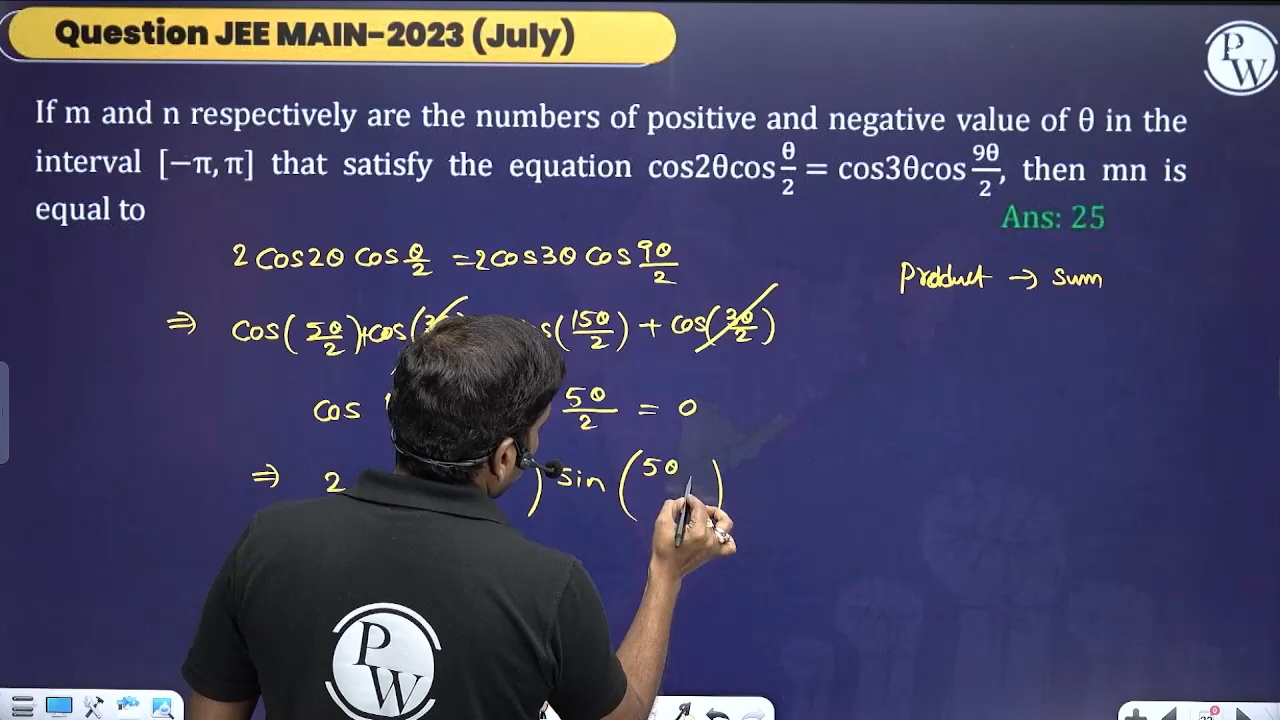 Question JEE MAIN-2023 (July)
PW
If m and n respectively are the numbers of positive and negative value of θ in the
interval [−π, π] that satisfy the equation cos2θcos θ/2 = cos3θcos 9θ/2, then mn is
equal to
Ans: 25
2 cos2θ cos θ/2 = 2cos3θ cos 9θ/2
Product → Sum
⇒ cos(5θ/2)+cos( (15θ/2) + cos(3θ/2)
cos 5θ/2 = 0
⇒ 2 ) sin (5θ )
PW